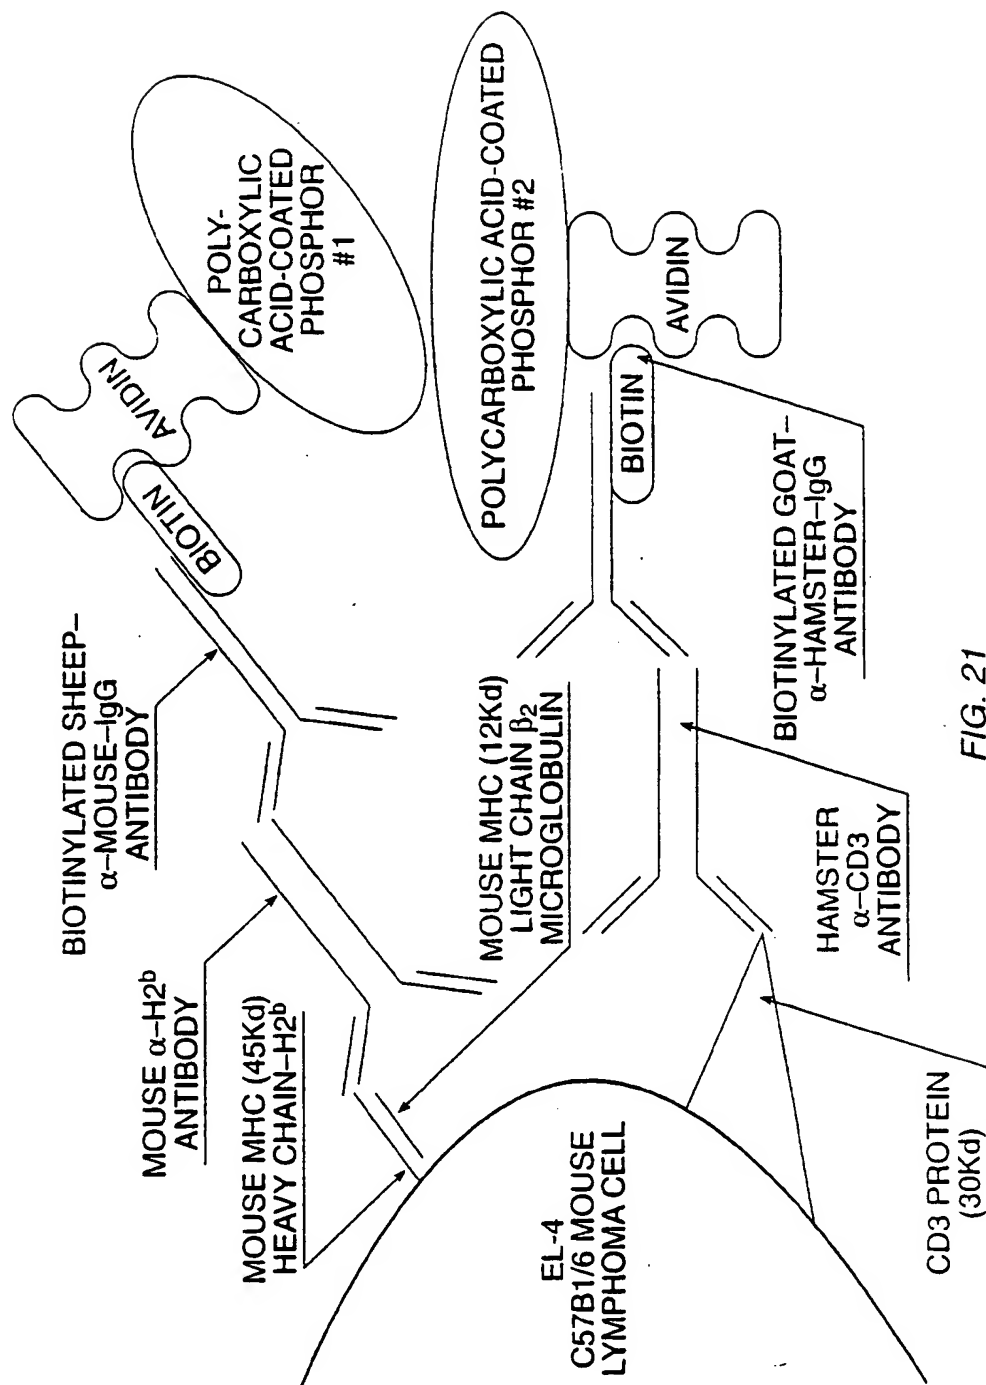 BIOTINYLATED SHEEP–
α–MOUSE–IgG
ANTIBODY
MOUSE α–H2ᵇ
ANTIBODY
MOUSE MHC (45Kd)
HEAVY CHAIN–H2ᵇ
EL-4
C57B1/6 MOUSE
LYMPHOMA CELL
MOUSE MHC (12Kd)
LIGHT CHAIN β₂
MICROGLOBULIN
BIOTIN
AVIDIN
POLY-
CARBOXYLIC
ACID-COATED
PHOSPHOR
#1
POLYCARBOXYLIC ACID-COATED
PHOSPHOR #2
BIOTIN
AVIDIN
CD3 PROTEIN
(30Kd)
HAMSTER
α–CD3
ANTIBODY
BIOTINYLATED GOAT–
α–HAMSTER–IgG
ANTIBODY
FIG. 21